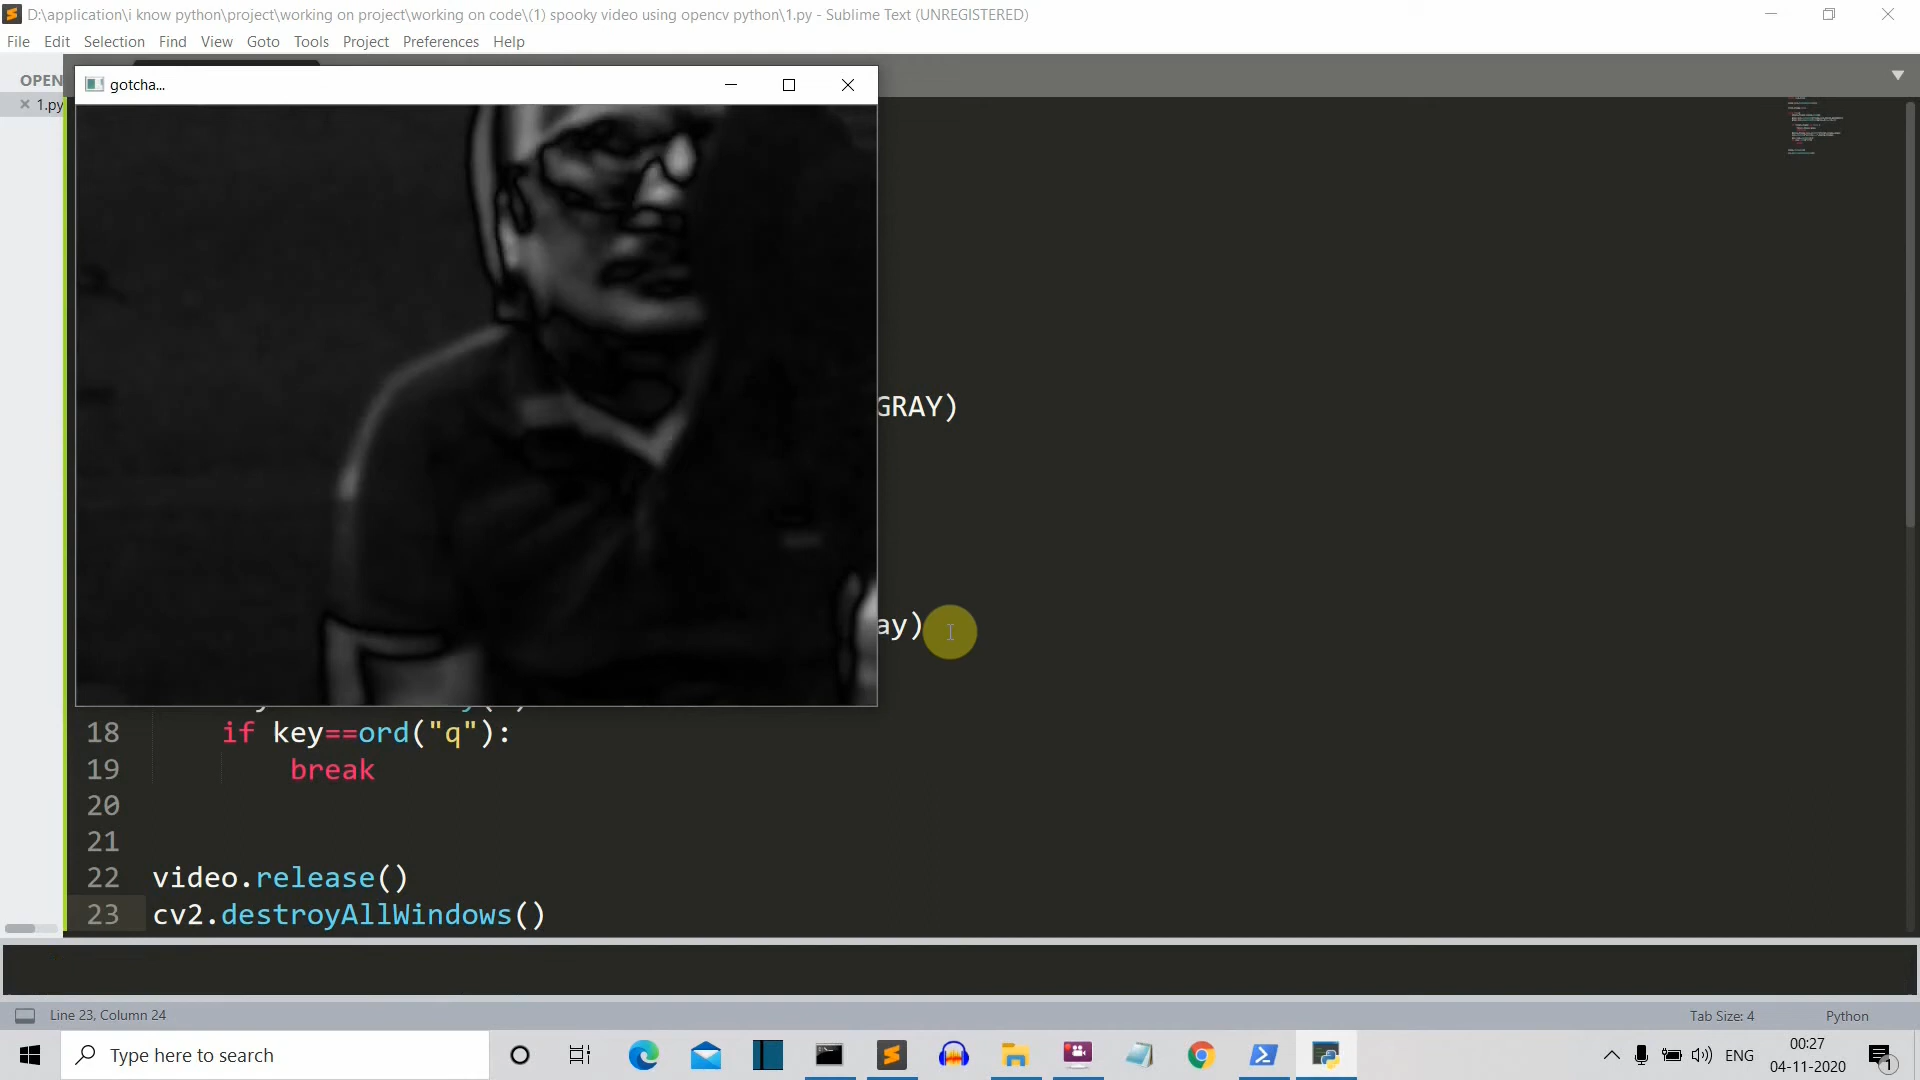 D:\application\i know python\project\working on project\working on code\(1) spooky video using opencv python\1.py - Sublime Text (UNREGISTERED)
File Edit Selection Find View Goto Tools Project Preferences Help
OPEN
gotcha...
1.py
GRAY)
ay)
18 if key==ord("q"):
19 break
20
21
22 video.release()
23 cv2.destroyAllWindows()
Line 23, Column 24
Tab Size: 4
Python
Type here to search
ENG
00:27
04-11-2020
1